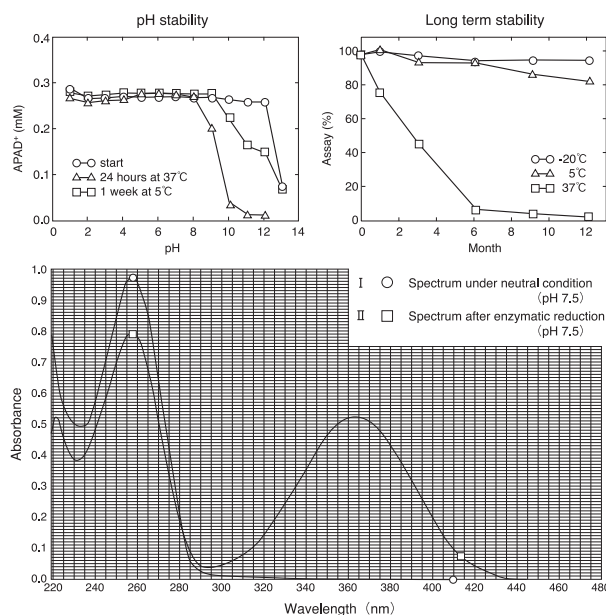 pH stability
0.4
0.3
0.2
0.1
0.0
APAD⁺ (mM)
start
24 hours at 37℃
1 week at 5℃
0 2 4 6 8 10 12 14
pH
Long term stability
100
80
60
40
20
0
Assay (%)
-20℃
5℃
37℃
0 2 4 6 8 10 12
Month
1.0
0.9
0.8
0.7
0.6
0.5
0.4
0.3
0.2
0.1
0.0
Absorbance
I Spectrum under neutral condition
(pH 7.5)
II Spectrum after enzymatic reduction
(pH 7.5)
220 240 260 280 300 320 340 360 380 400 420 440 460 480
Wavelength (nm)